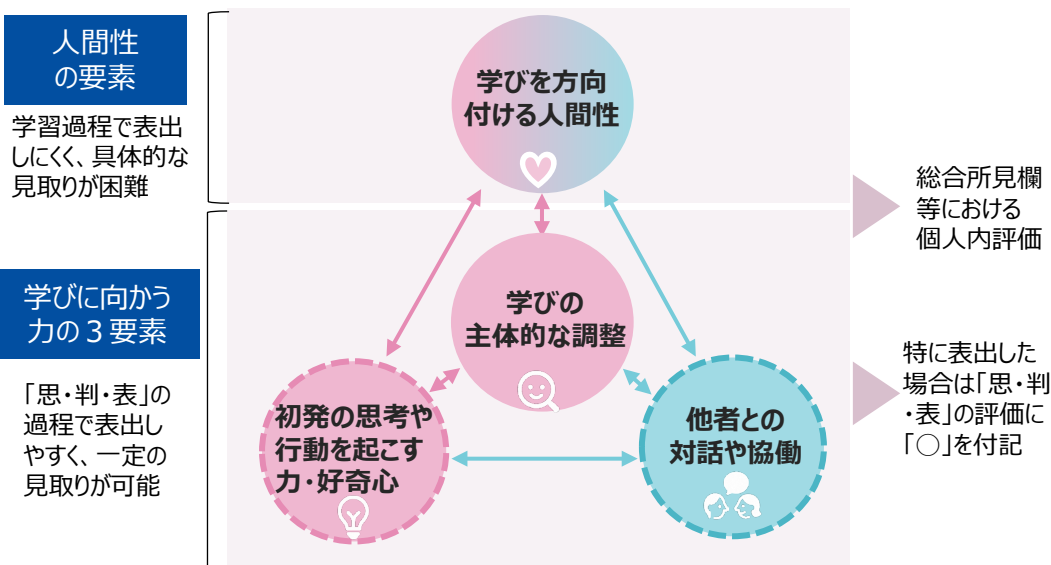 人間性
の要素
学習過程で表出
しにくく、具体的な
見取りが困難
学びを方向
付ける人間性
総合所見欄
等における
個人内評価
学びに向かう
力の３要素
「思・判・表」の
過程で表出し
やすく、一定の
見取りが可能
学びの
主体的な調整
初発の思考や
行動を起こす
力・好奇心
他者との
対話や協働
特に表出した
場合は「思・判
・表」の評価に
「○」を付記